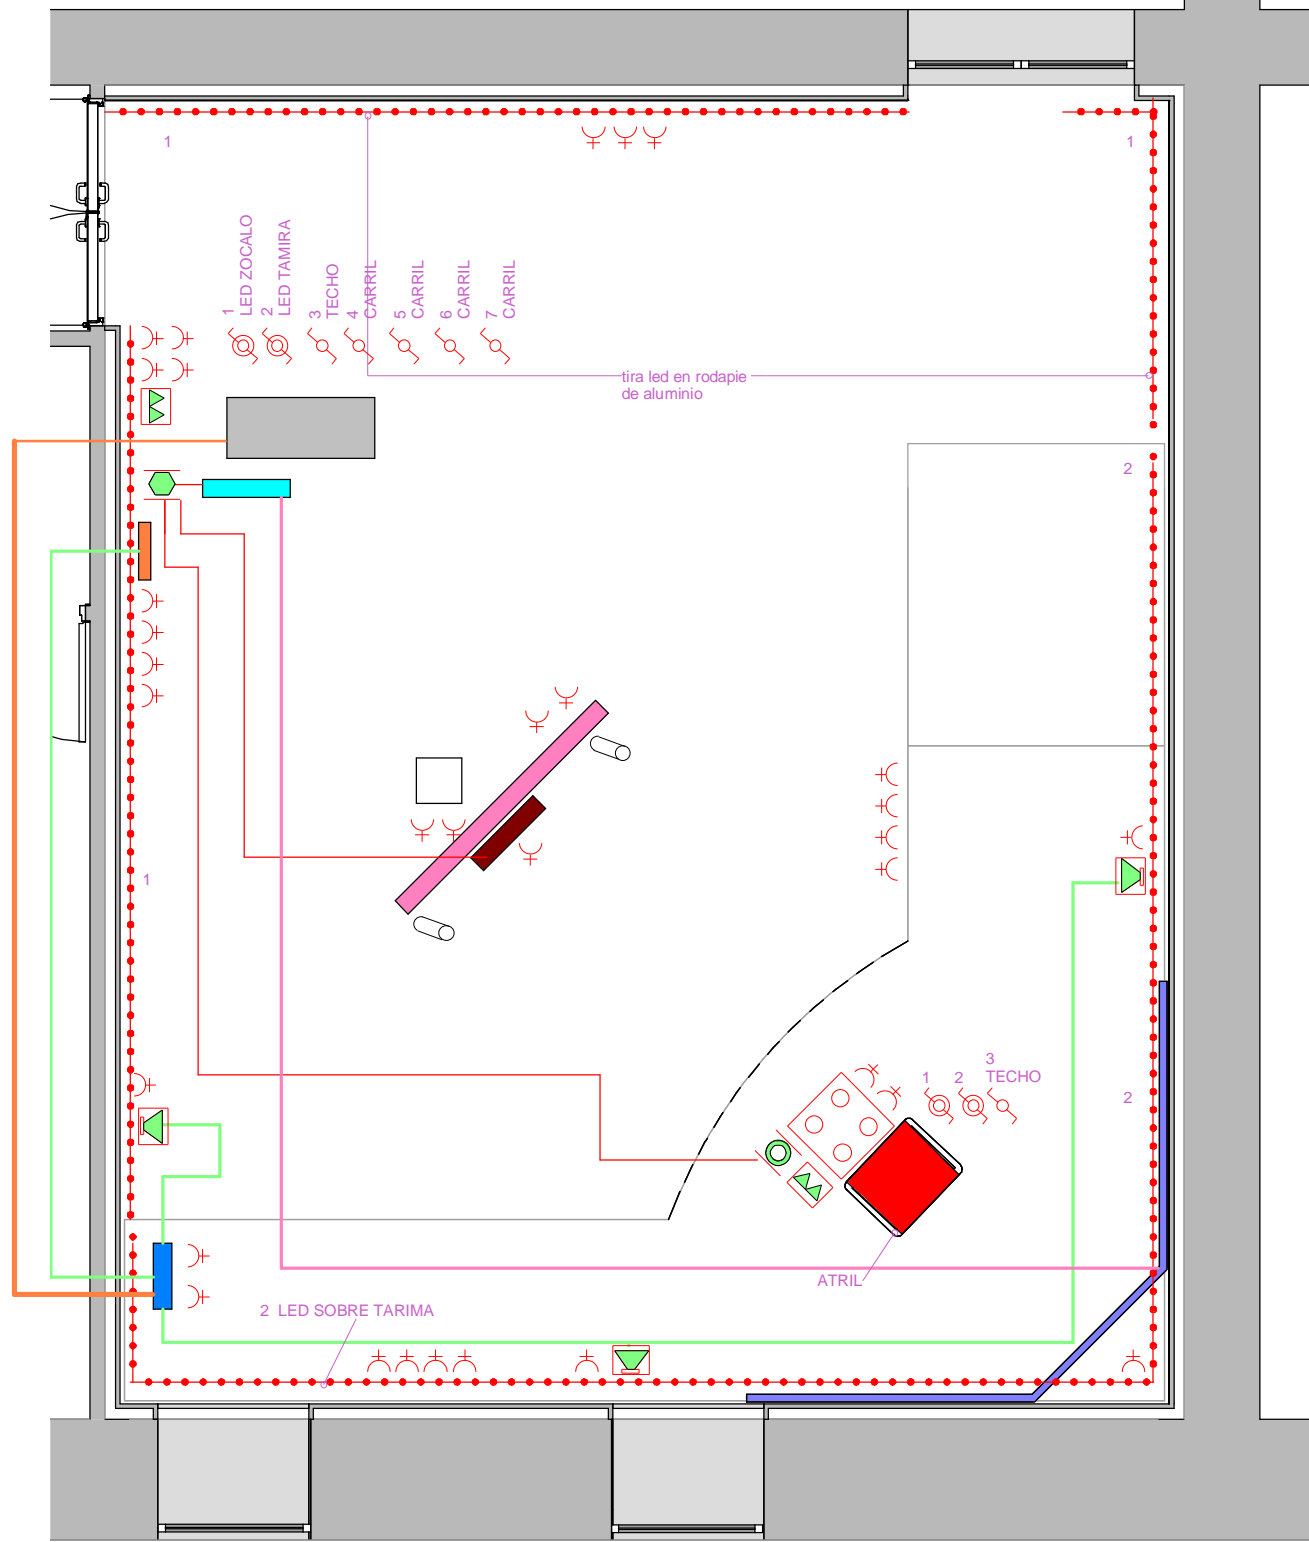 1
1
1
LED ZOCALO
2
LED TAMIRA
3
TECHO
4
CARRIL
5
CARRIL
6
CARRIL
7
CARRIL
tira led en rodapie
de aluminio
2
1
3
TECHO
1
2
2
ATRIL
2 LED SOBRE TARIMA